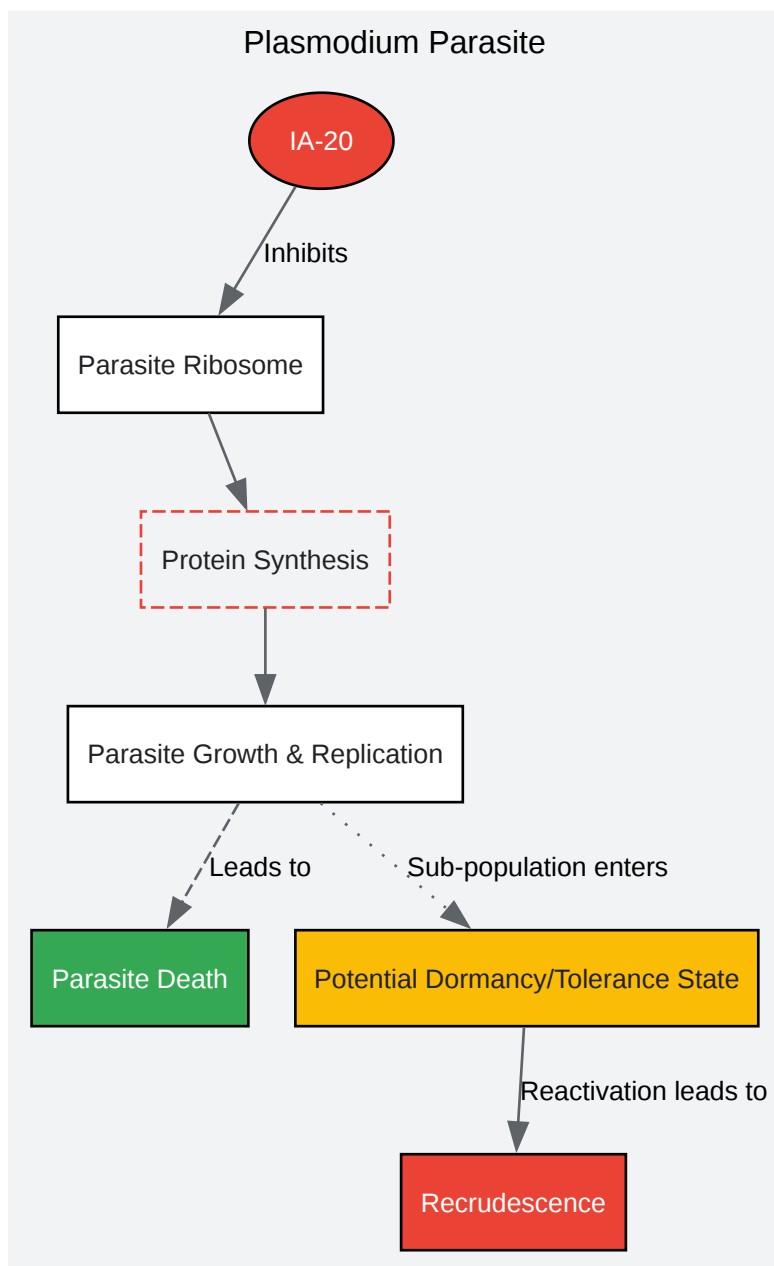 Plasmodium Parasite
IA-20
Inhibits
Parasite Ribosome
Protein Synthesis
Parasite Growth & Replication
Leads to
Sub-population enters
Parasite Death
Potential Dormancy/Tolerance State
Reactivation leads to
Recrudescence